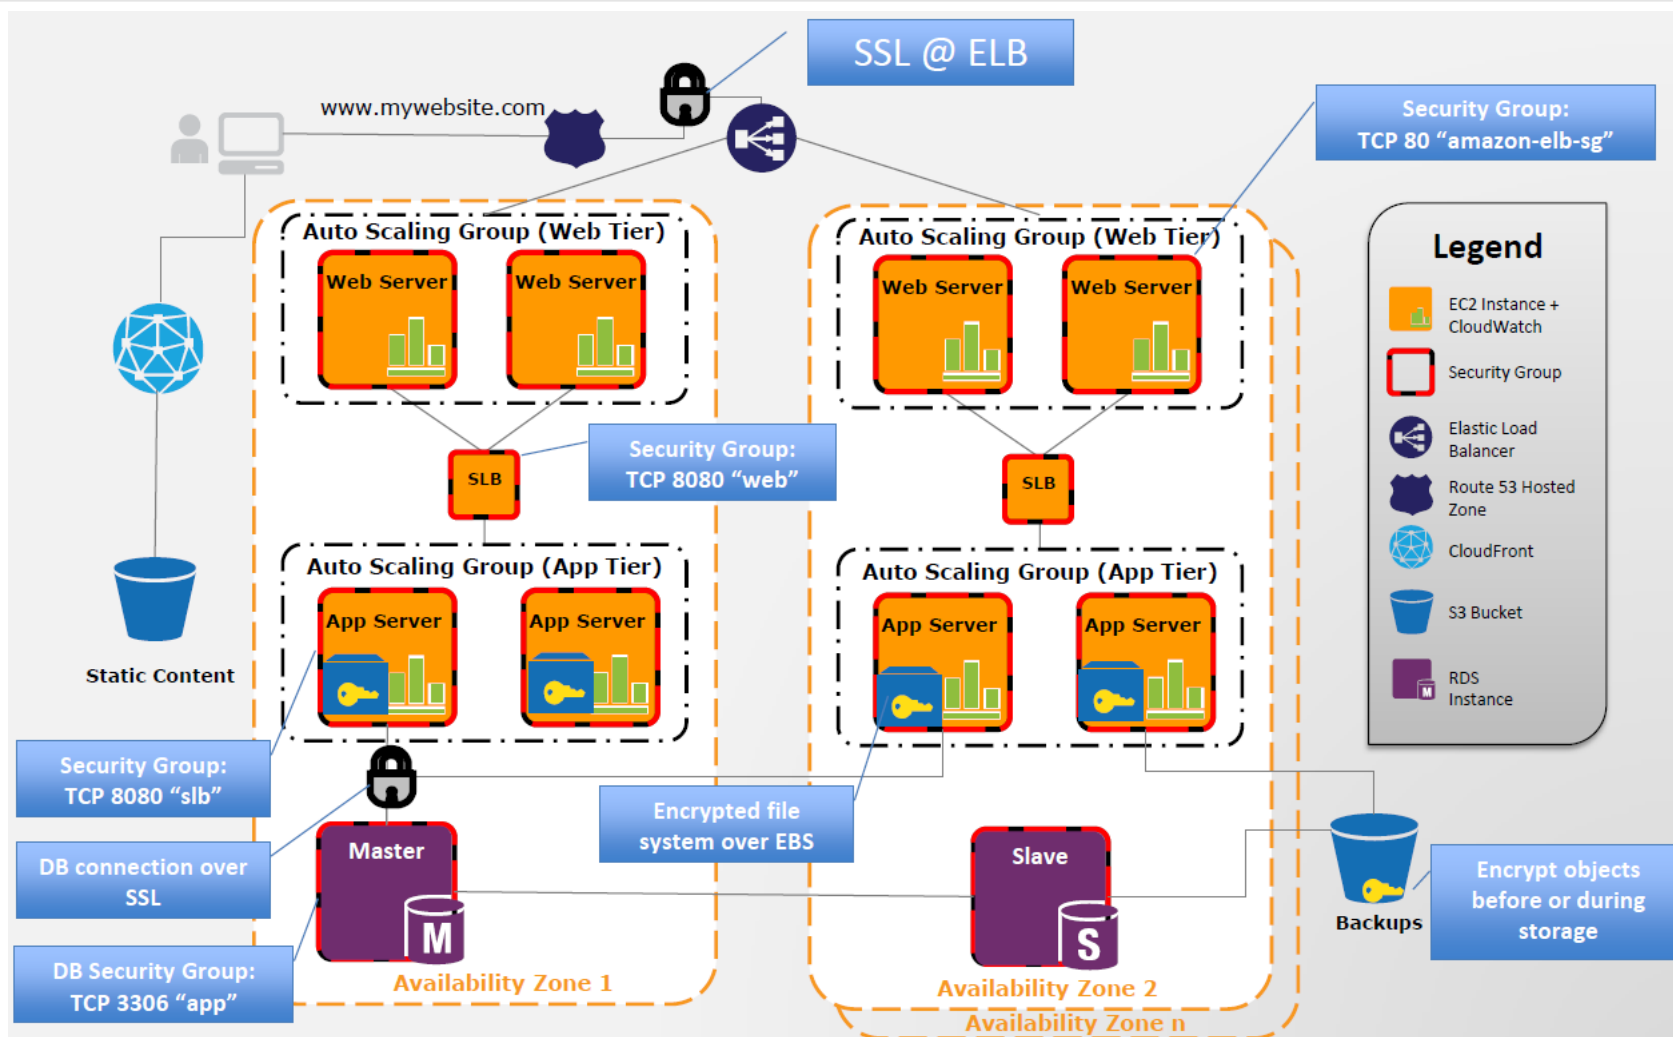 SSL @ ELB
www.mywebsite.com
Security Group:
TCP 80 “amazon-elb-sg”
Auto Scaling Group (Web Tier)
Web Server
Web Server
Auto Scaling Group (Web Tier)
Web Server
Web Server
Legend
EC2 Instance +
CloudWatch
Security Group
Elastic Load
Balancer
Route 53 Hosted
Zone
CloudFront
S3 Bucket
RDS
Instance
M
Security Group:
TCP 8080 “web”
SLB
SLB
Auto Scaling Group (App Tier)
App Server
App Server
Auto Scaling Group (App Tier)
App Server
App Server
Static Content
Security Group:
TCP 8080 “slb”
Encrypted file
system over EBS
DB connection over
SSL
Master
M
Slave
S
Backups
Encrypt objects
before or during
storage
DB Security Group:
TCP 3306 “app”
Availability Zone 1
Availability Zone 2
Availability Zone n